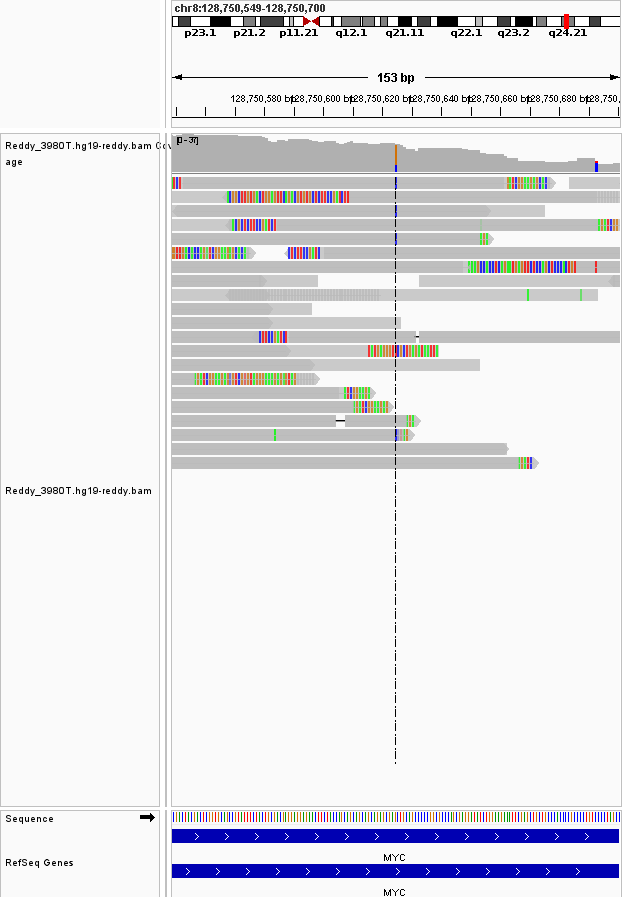 chr8:128,750,549-128,750,700
p23.1 p21.2 p11.21 q12.1 q21.11 q22.1 q23.2 q24.21
153 bp
128,750,580 bp 128,750,600 bp 128,750,620 bp 128,750,640 bp 128,750,660 bp 128,750,680 bp 128,750,
Reddy_3980T.hg19-reddy.bam Cov
age
[0 - 37]
Reddy_3980T.hg19-reddy.bam
Sequence
MYC
RefSeq Genes
MYC